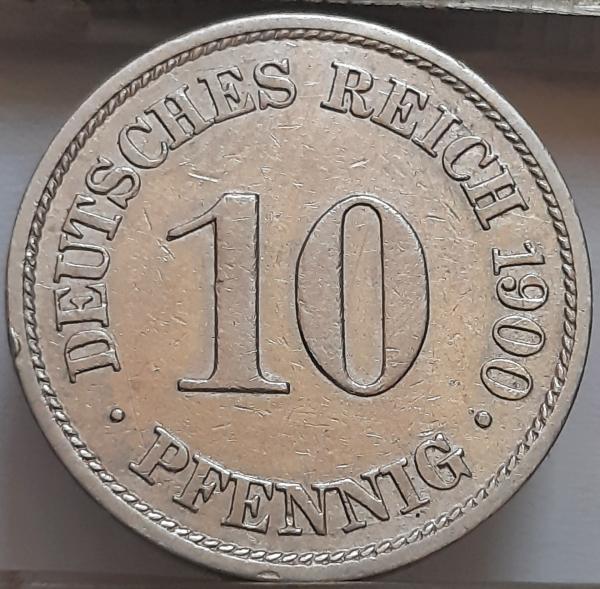 DEUTSCHES REICH 1900
10
• PFENNIG •